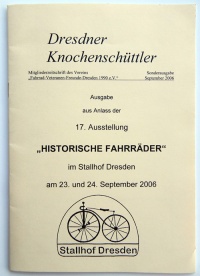 Dresdner
Knochenschüttler
Mitgliederzeitschrift des Vereins
„Fahrrad-Veteranen-Freunde-Dresden 1990 e.V.“
Sonderausgabe
September 2006
Ausgabe
aus Anlass der
17. Ausstellung
„HISTORISCHE FAHRRÄDER“
im Stallhof Dresden
am 23. und 24. September 2006
Stallhof Dresden